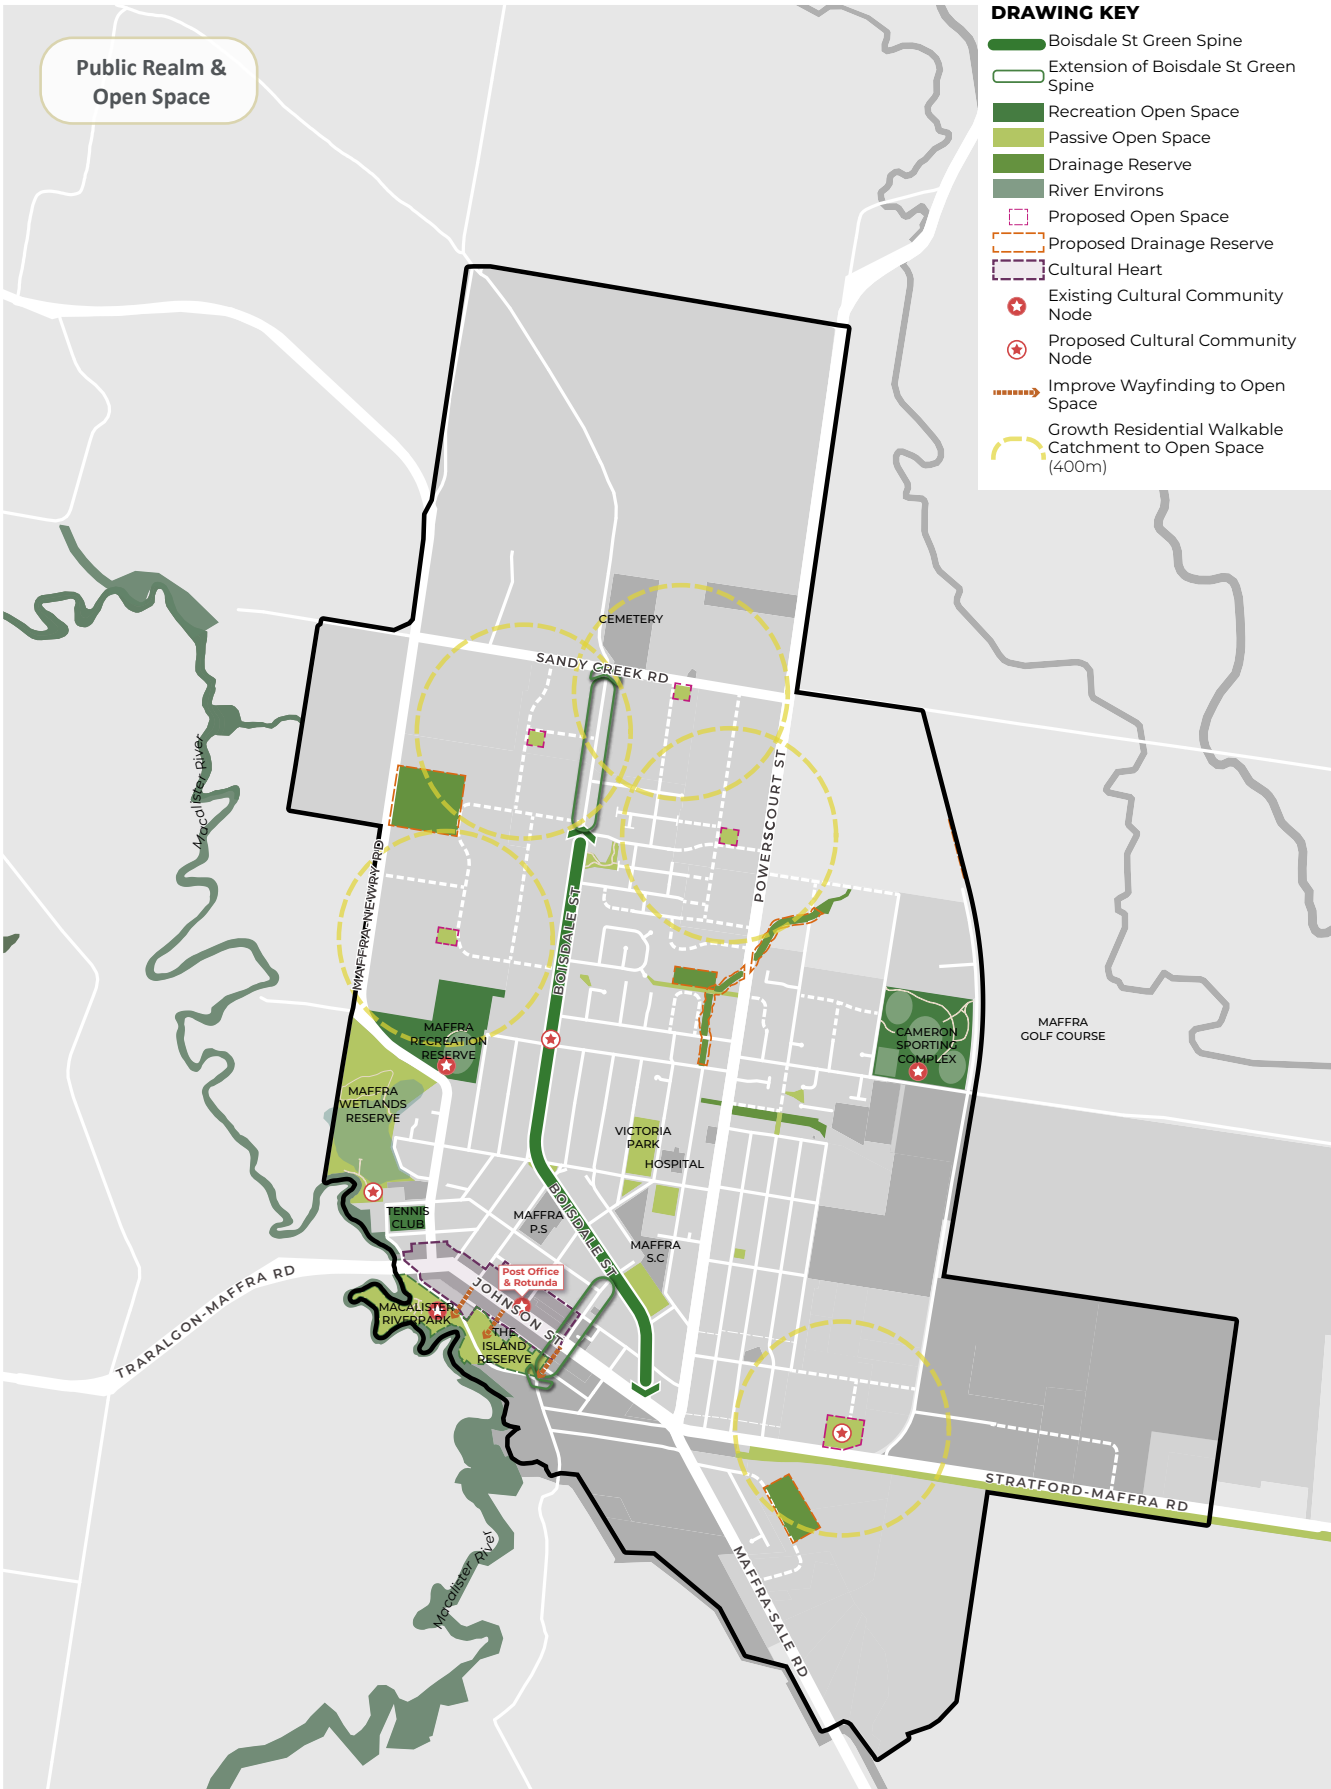 Public Realm &
Open Space
DRAWING KEY
Boisdale St Green Spine
Extension of Boisdale St Green
Spine
Recreation Open Space
Passive Open Space
Drainage Reserve
River Environs
Proposed Open Space
Proposed Drainage Reserve
Cultural Heart
Existing Cultural Community
Node
Proposed Cultural Community
Node
Improve Wayfinding to Open
Space
Growth Residential Walkable
Catchment to Open Space
(400m)
CEMETERY
SANDY CREEK RD
Macalister River
POWERSCOURT ST
MAFFRA-NEWRY RD
BOISDALE ST
MAFFRA
RECREATION
RESERVE
CAMERON
SPORTING
COMPLEX
MAFFRA
GOLF COURSE
MAFFRA
WETLANDS
RESERVE
VICTORIA
PARK
HOSPITAL
TENNIS
CLUB
MAFFRA
P.S
BOISDALE ST
MAFFRA
S.C
TRARALGON-MAFFRA RD
Post Office
& Rotunda
JOHNSON ST
MACALISTER
RIVERPARK
THE
ISLAND
RESERVE
STRATFORD-MAFFRA RD
MAFFRA-SALE RD
Macalister River